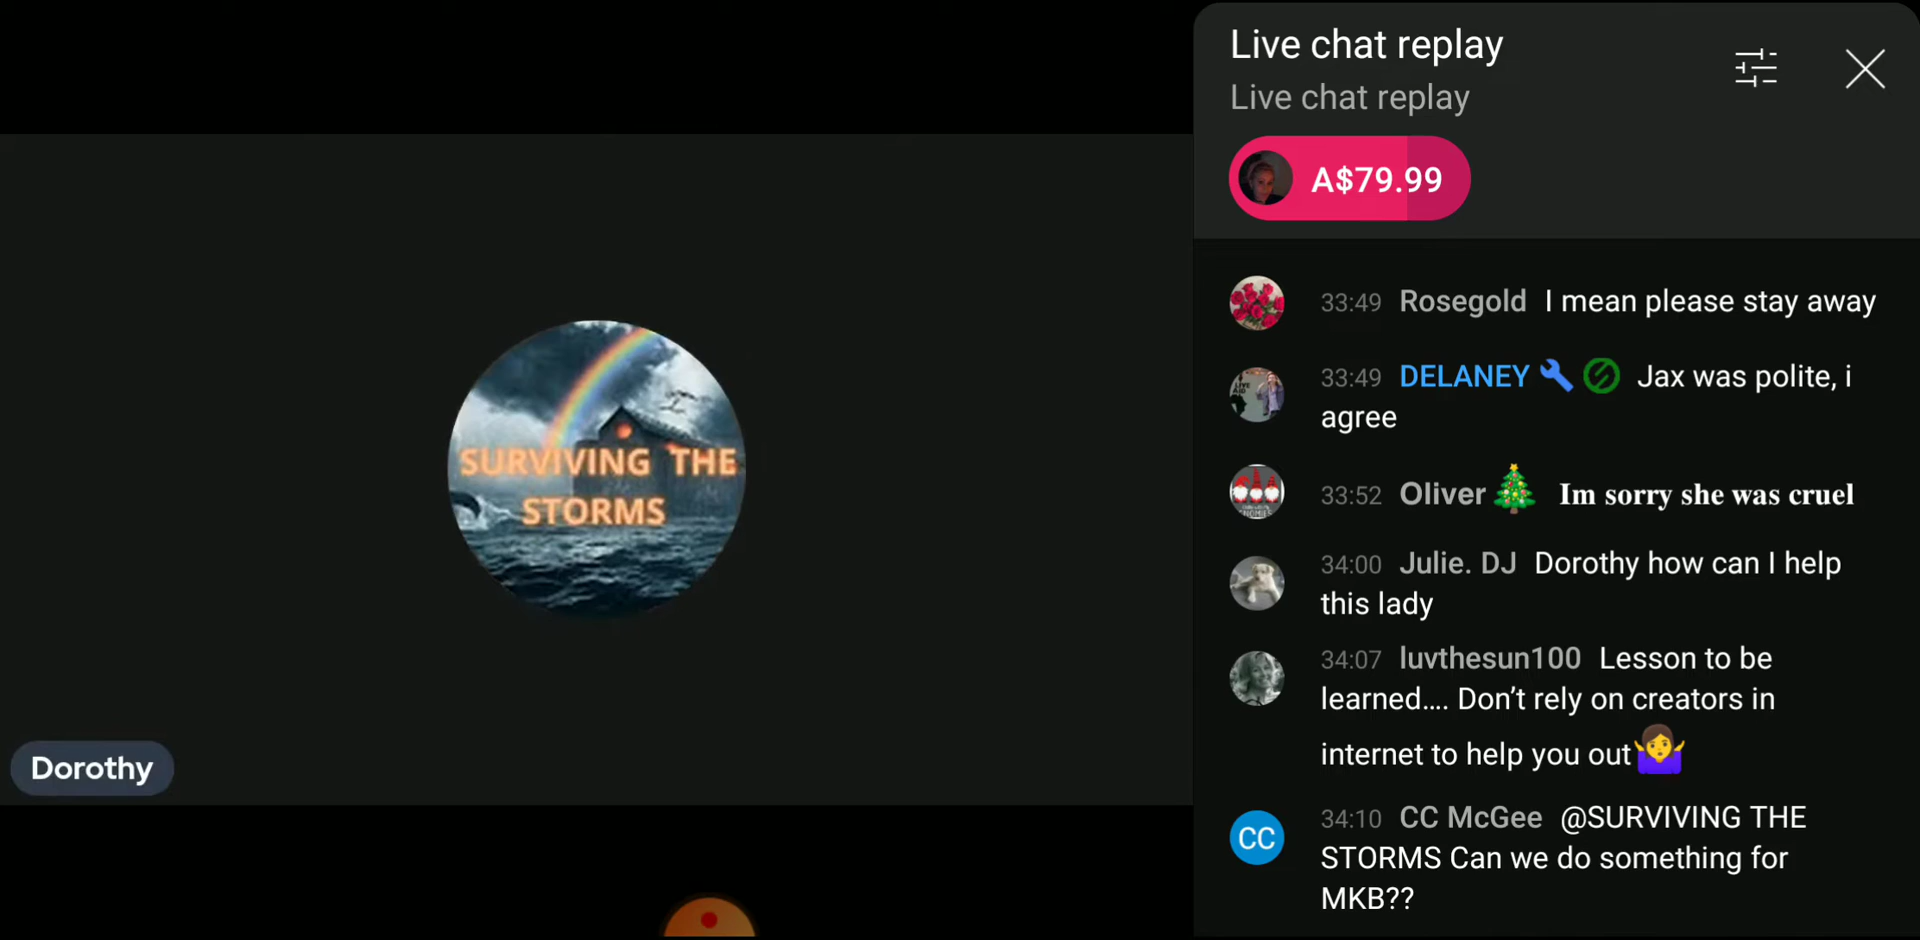 SURVIVING THE
STORMS
Dorothy
Live chat replay
Live chat replay
A$79.99
33:49 Rosegold I mean please stay away
33:49 DELANEY Jax was polite, i
agree
33:52 Oliver🎄 Im sorry she was cruel
34:00 Julie. DJ Dorothy how can I help
this lady
34:07 luvthesun100 Lesson to be
learned.... Don't rely on creators in
internet to help you out🤷‍♀️
CC
34:10 CC McGee @SURVIVING THE
STORMS Can we do something for
MKB??